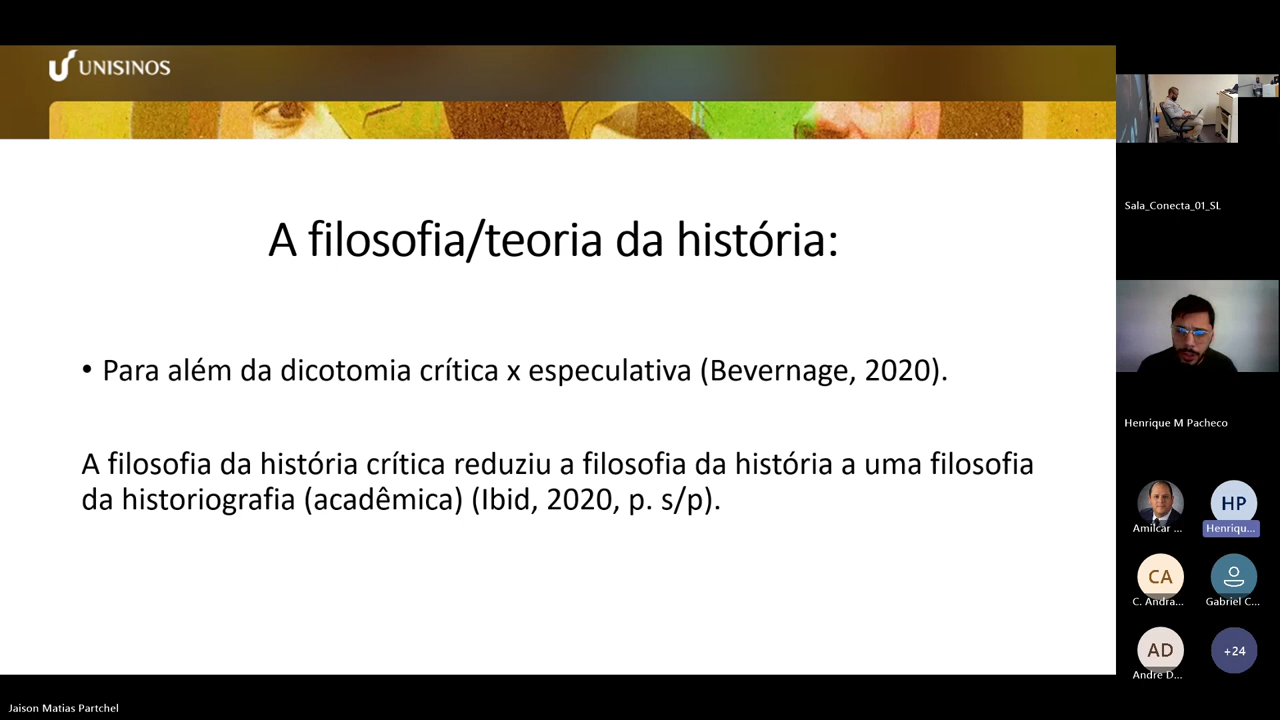 UNISINOS
A filosofia/teoria da história:
• Para além da dicotomia crítica x especulativa (Bevernage, 2020).
A filosofia da história crítica reduziu a filosofia da história a uma filosofia
da historiografia (acadêmica) (Ibid, 2020, p. s/p).
Sala_Conecta_01_SL
Henrique M Pacheco
Amilcar ...
HP
Henriqu...
CA
C. Andra...
Gabriel C...
AD
Andre D...
+24
Jaison Matias Partchel